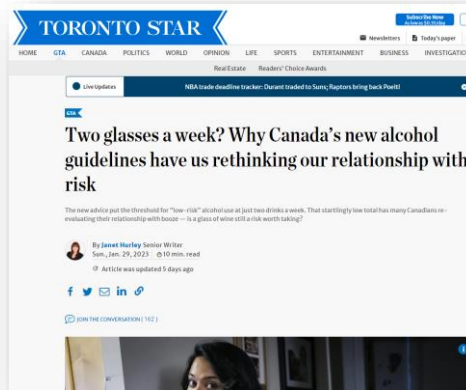 TORONTO STAR
Subscribe Now
Newsletters Today's paper
HOME GTA CANADA POLITICS WORLD OPINION LIFE SPORTS ENTERTAINMENT BUSINESS INVESTIGATIO
Real Estate Readers' Choice Awards
Live Updates NBA trade deadline tracker: Durant traded to Suns; Raptors bring back Poeltl
GTA
Two glasses a week? Why Canada's new alcohol
guidelines have us rethinking our relationship with
risk
The new advice put the threshold for "low-risk" alcohol use at just two drinks a week. That startlingly low total has many Canadians re-
evaluating their relationship with booze — is a glass of wine still a risk worth taking?
By Janet Hurley Senior Writer
Sun., Jan. 29, 2023 10 min. read
Article was updated 5 days ago
JOIN THE CONVERSATION ( 162 )